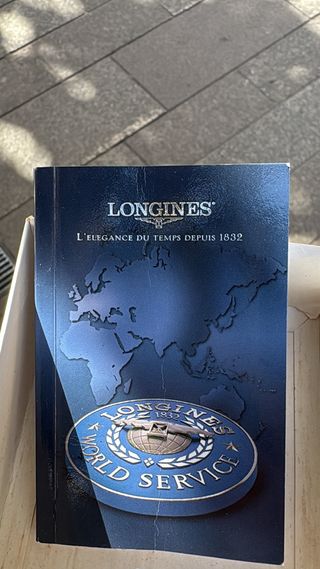 LONGINES®
L'ELEGANCE DU TEMPS DEPUIS 1832
LONGINES
1832
WORLD SERVICE